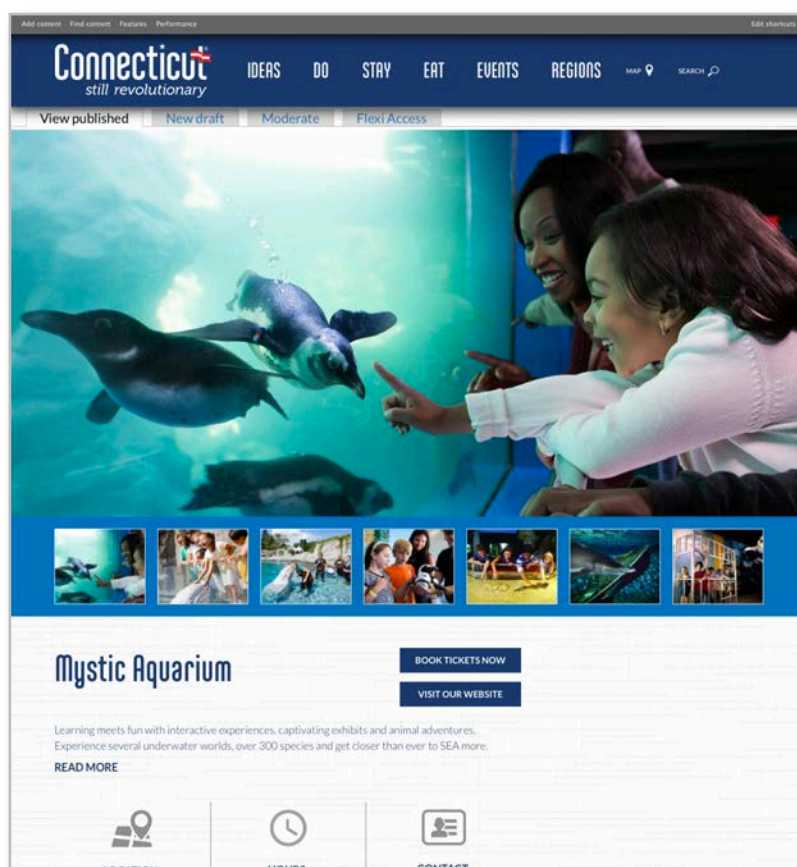 Add content Find content Features Performance Edit shortcuts
Connecticut IDEAS DO STAY EAT EVENTS REGIONS MAP SEARCH
still revolutionary
View published New draft Moderate Flexi Access
Mystic Aquarium
BOOK TICKETS NOW
VISIT OUR WEBSITE
Learning meets fun with interactive experiences, captivating exhibits and animal adventures.
Experience several underwater worlds, over 300 species and get closer than ever to SEA more.
READ MORE
LOCATION HOURS CONTACT